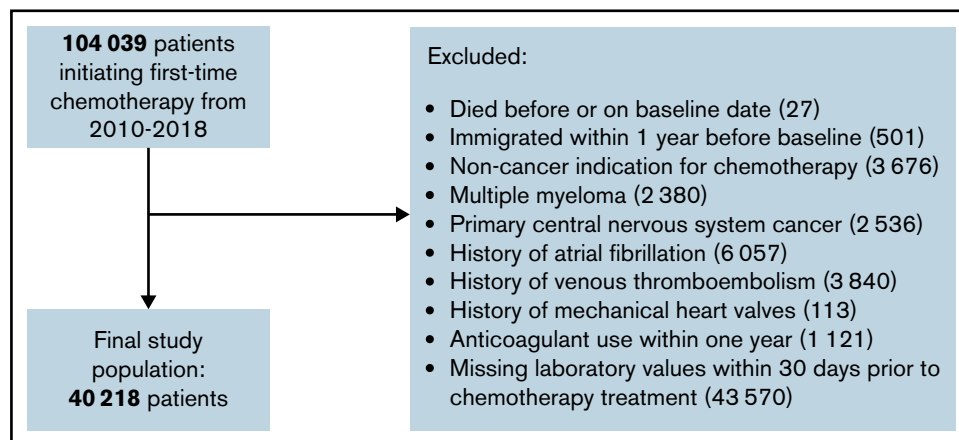 104 039 patients
initiating first-time
chemotherapy from
2010-2018
Excluded:
• Died before or on baseline date (27)
• Immigrated within 1 year before baseline (501)
• Non-cancer indication for chemotherapy (3 676)
• Multiple myeloma (2 380)
• Primary central nervous system cancer (2 536)
• History of atrial fibrillation (6 057)
• History of venous thromboembolism (3 840)
• History of mechanical heart valves (113)
• Anticoagulant use within one year (1 121)
• Missing laboratory values within 30 days prior to
chemotherapy treatment (43 570)
Final study
population:
40 218 patients